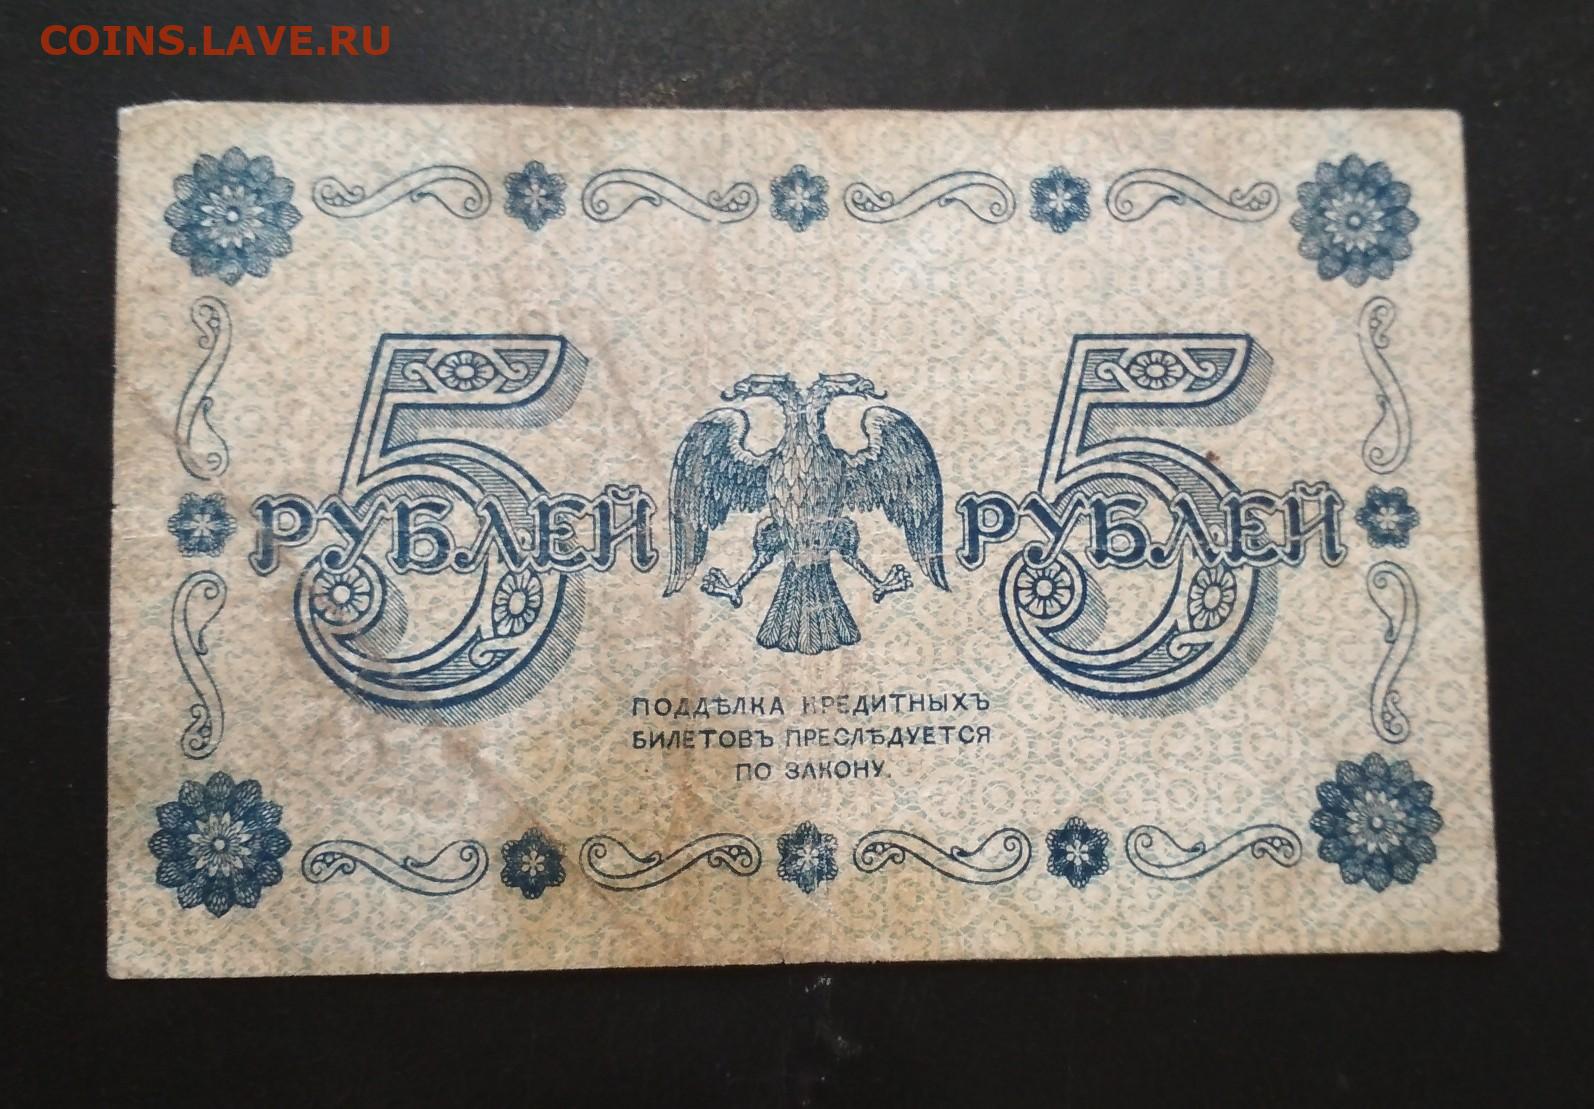 COINS.LAVE.RU
5 5
РУБЛЕЙ РУБЛЕЙ
ПОДДѢЛКА КРЕДИТНЫХЪ
БИЛЕТОВЪ ПРЕСЛѢДУЕТСЯ
ПО ЗАКОНУ.